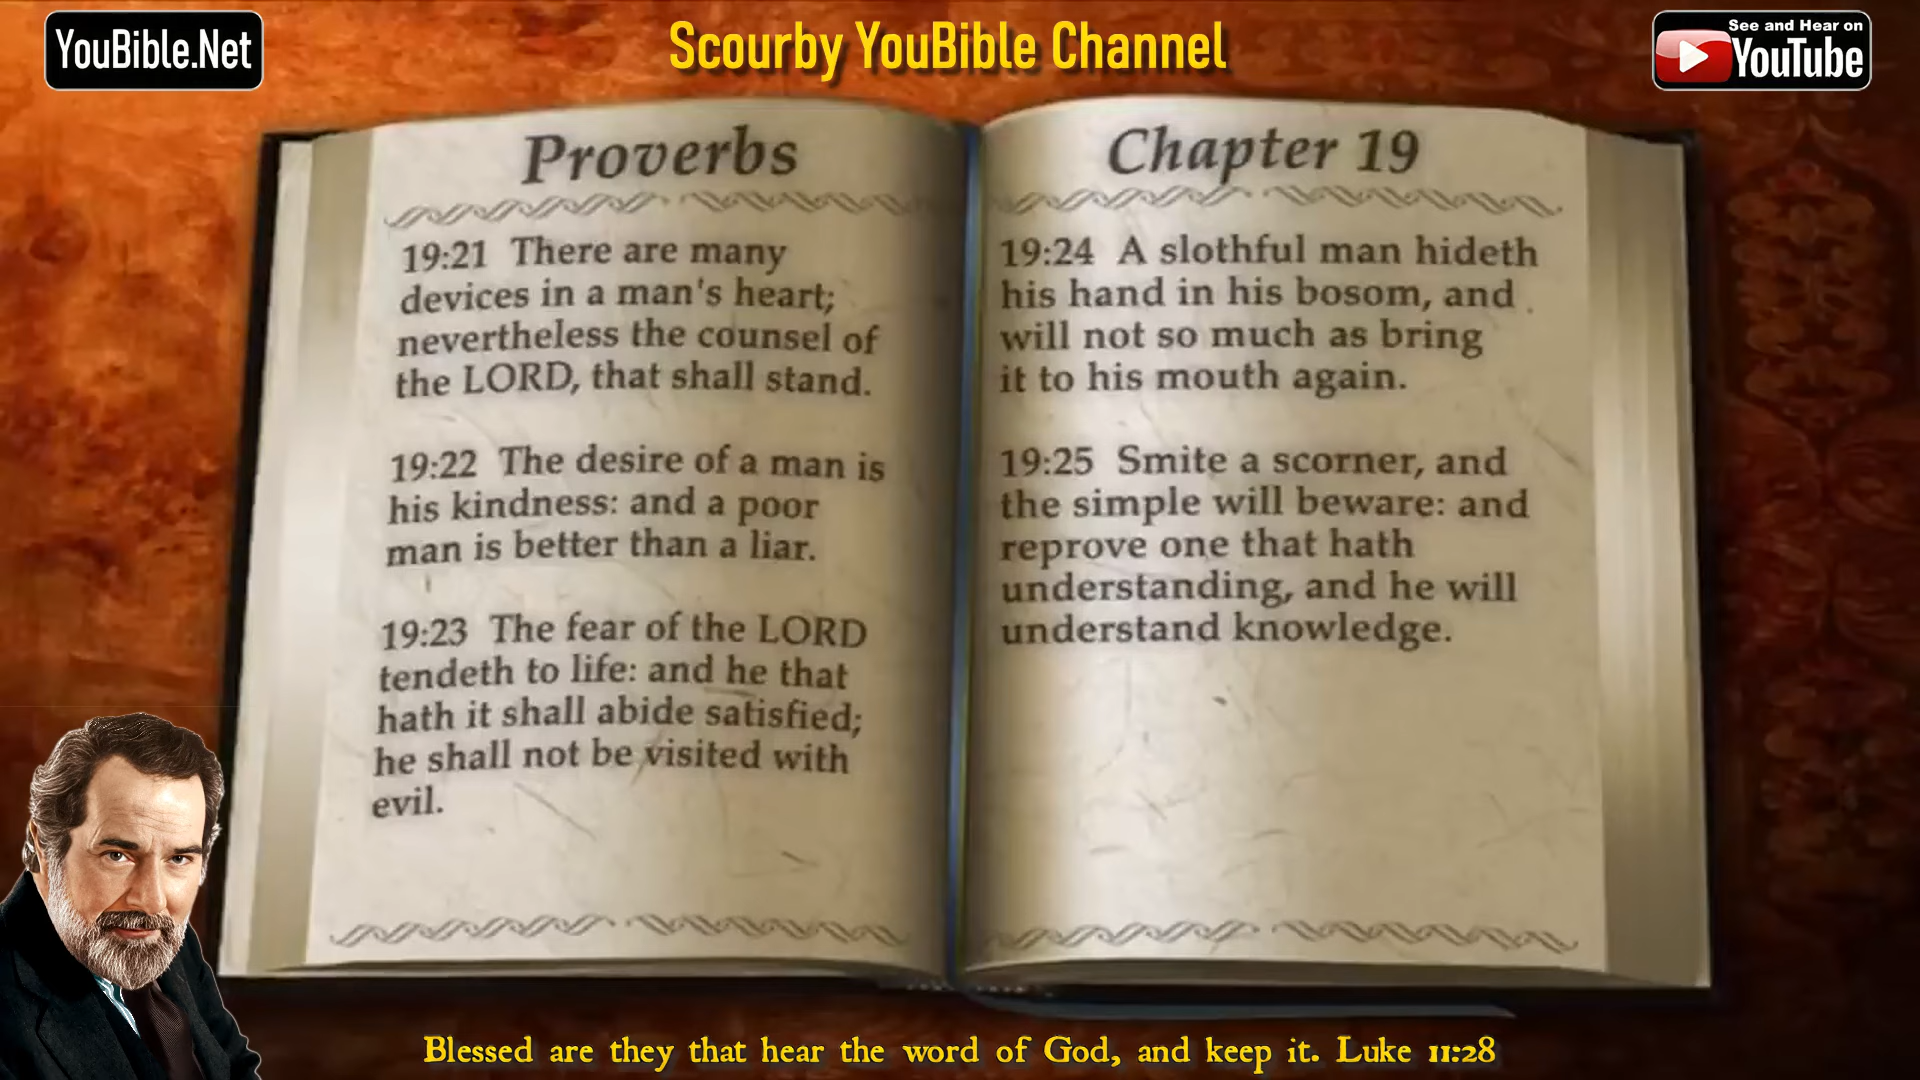 YouBible.Net
Scourby YouBible Channel
See and Hear on
YouTube
Proverbs
19:21 There are many
devices in a man's heart;
nevertheless the counsel of
the LORD, that shall stand.
19:22 The desire of a man is
his kindness: and a poor
man is better than a liar.
19:23 The fear of the LORD
tendeth to life: and he that
hath it shall abide satisfied;
he shall not be visited with
evil.
Chapter 19
19:24 A slothful man hideth
his hand in his bosom, and
will not so much as bring
it to his mouth again.
19:25 Smite a scorner, and
the simple will beware: and
reprove one that hath
understanding, and he will
understand knowledge.
Blessed are they that hear the word of God, and keep it. Luke 11:28